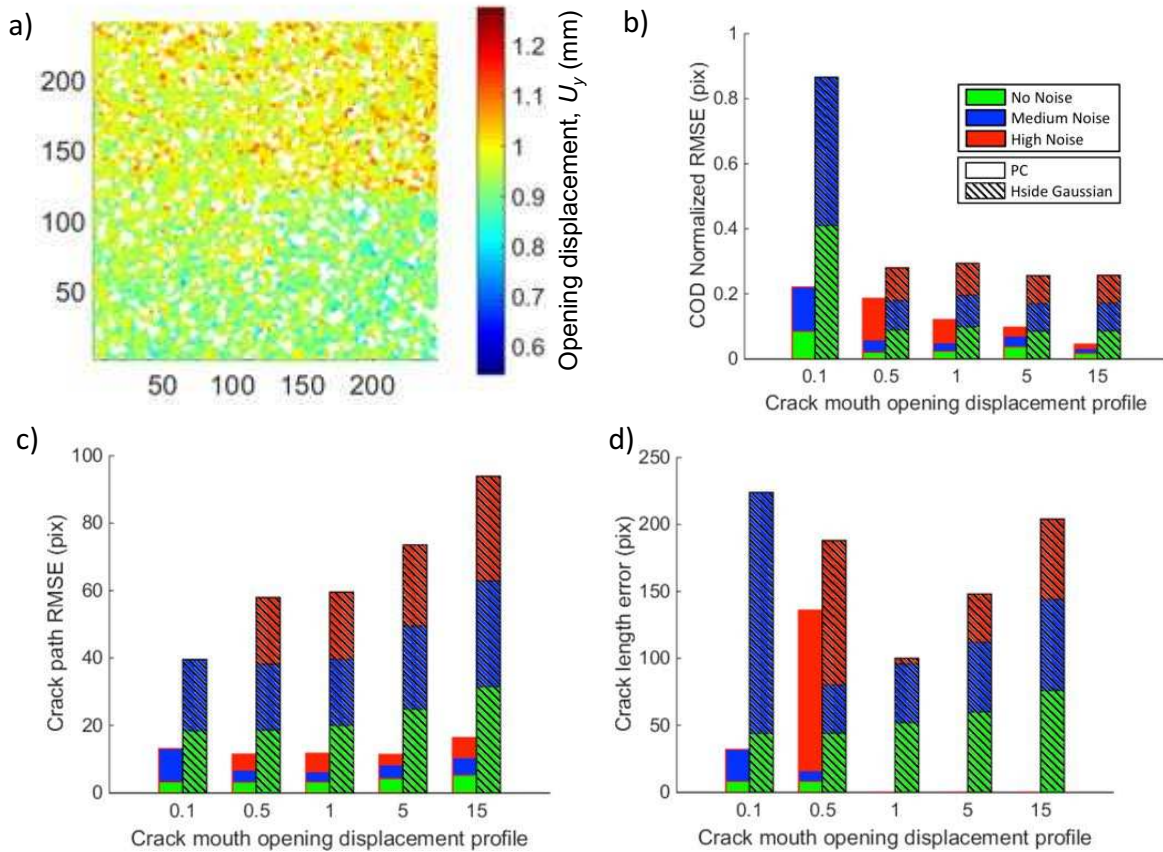 a)
200
150
100
50
50 100 150 200
1.2
1.1
1
0.9
0.8
0.7
0.6
Opening displacement, Uy (mm)
b)
1
0.8
0.6
0.4
0.2
0
COD Normalized RMSE (pix)
No Noise
Medium Noise
High Noise
PC
Hside Gaussian
0.1 0.5 1 5 15
Crack mouth opening displacement profile
c)
100
80
60
40
20
0
Crack path RMSE (pix)
0.1 0.5 1 5 15
Crack mouth opening displacement profile
d)
250
200
150
100
50
0
Crack length error (pix)
0.1 0.5 1 5 15
Crack mouth opening displacement profile